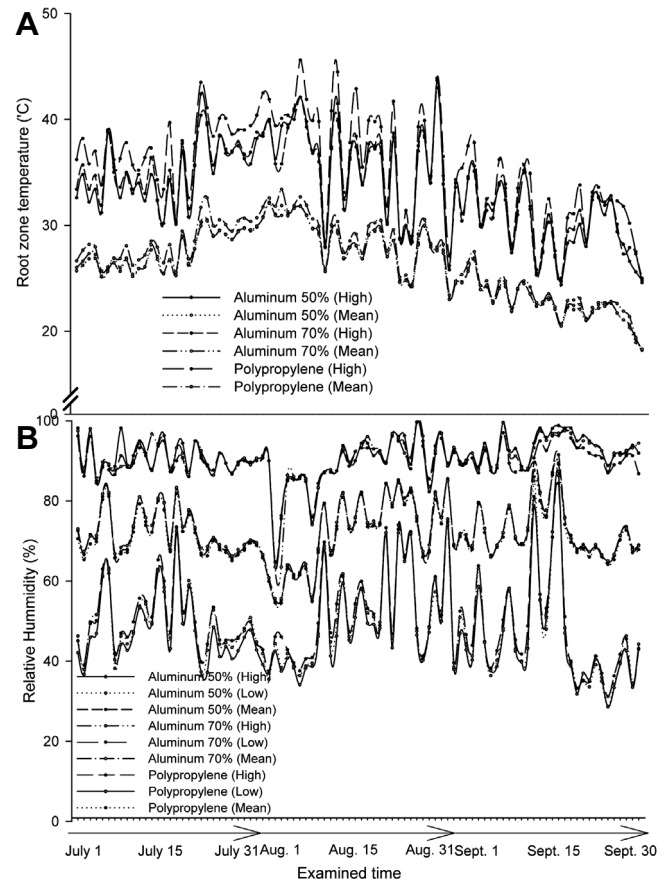 A
50
40
30
20
0
Root zone temperature ('C)
Aluminum 50% (High)
Aluminum 50% (Mean)
Aluminum 70% (High)
Aluminum 70% (Mean)
Polypropylene (High)
Polypropylene (Mean)
B
100
80
60
40
20
0
Relative Hummidity (%)
Aluminum 50% (High)
Aluminum 50% (Low)
Aluminum 50% (Mean)
Aluminum 70% (High)
Aluminum 70% (Low)
Aluminum 70% (Mean)
Polypropylene (High)
Polypropylene (Low)
Polypropylene (Mean)
July 1 July 15 July 31 Aug. 1 Aug. 15 Aug. 31 Sept. 1 Sept. 15 Sept. 30
Examined time